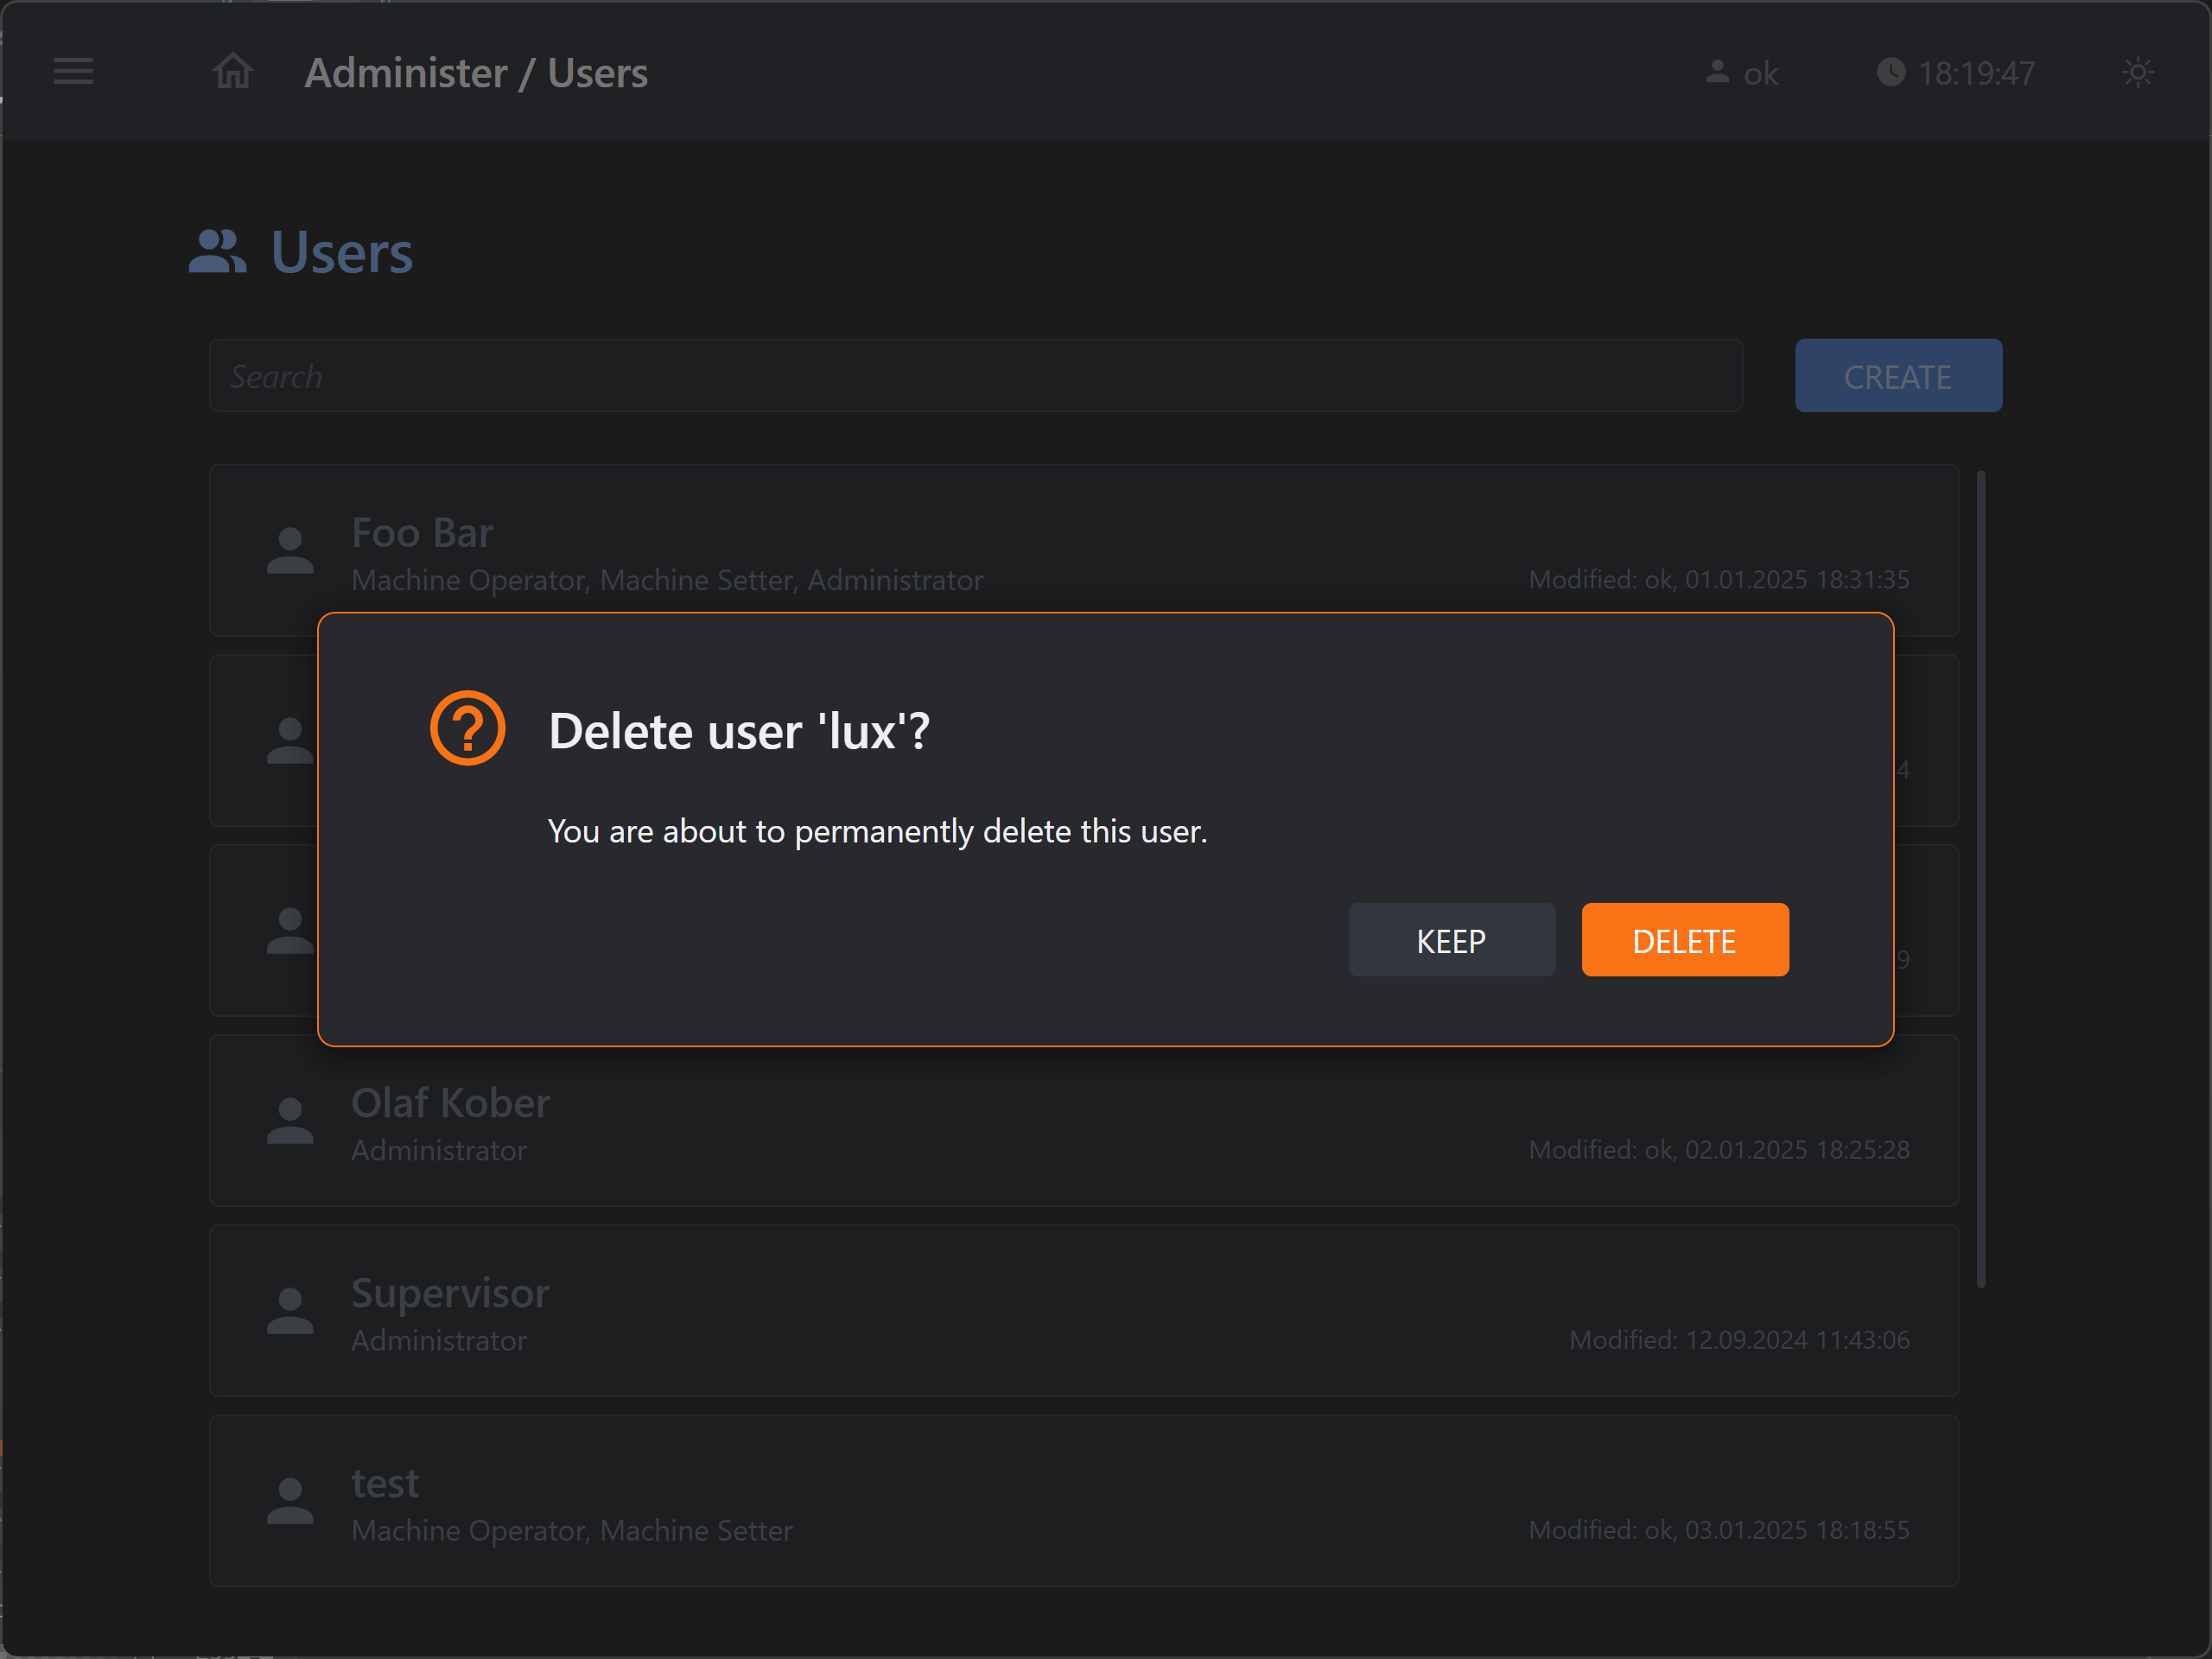 Administer / Users
ok
18:19:47
Users
Search
CREATE
Foo Bar
Machine Operator, Machine Setter, Administrator
Modified: ok, 01.01.2025 18:31:35
Delete user 'lux'?
4
You are about to permanently delete this user.
KEEP
DELETE
9
Olaf Kober
Administrator
Modified: ok, 02.01.2025 18:25:28
Supervisor
Administrator
Modified: 12.09.2024 11:43:06
test
Machine Operator, Machine Setter
Modified: ok, 03.01.2025 18:18:55